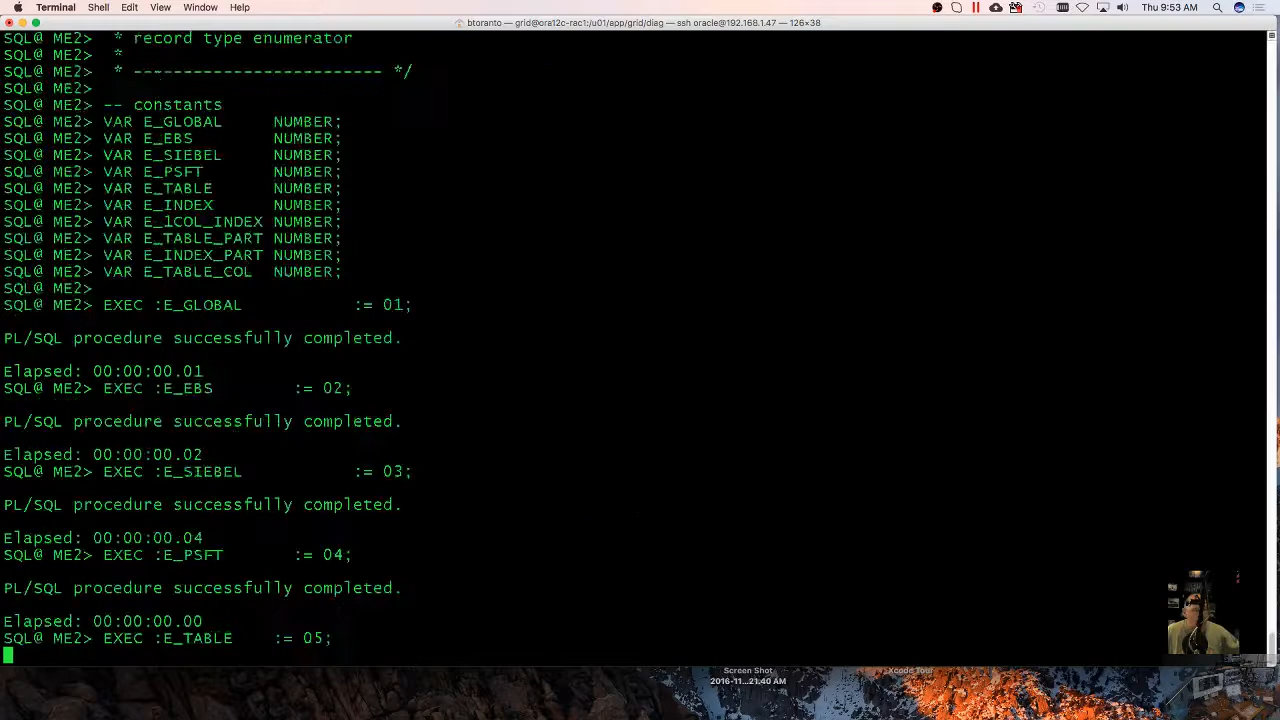 Terminal Shell Edit View Window Help
Thu 9:53 AM
btoranto — grid@ora12c-rac1:/u01/app/grid/diag — ssh oracle@192.168.1.47 — 126×38
SQL@ ME2>  * record type enumerator
SQL@ ME2>  *
SQL@ ME2>  * ------------------------- */
SQL@ ME2>
SQL@ ME2> -- constants
SQL@ ME2> VAR E_GLOBAL     NUMBER;
SQL@ ME2> VAR E_EBS        NUMBER;
SQL@ ME2> VAR E_SIEBEL     NUMBER;
SQL@ ME2> VAR E_PSFT       NUMBER;
SQL@ ME2> VAR E_TABLE      NUMBER;
SQL@ ME2> VAR E_INDEX      NUMBER;
SQL@ ME2> VAR E_1COL_INDEX NUMBER;
SQL@ ME2> VAR E_TABLE_PART NUMBER;
SQL@ ME2> VAR E_INDEX_PART NUMBER;
SQL@ ME2> VAR E_TABLE_COL  NUMBER;
SQL@ ME2>
SQL@ ME2> EXEC :E_GLOBAL           := 01;
PL/SQL procedure successfully completed.
Elapsed: 00:00:00.01
SQL@ ME2> EXEC :E_EBS        := 02;
PL/SQL procedure successfully completed.
Elapsed: 00:00:00.02
SQL@ ME2> EXEC :E_SIEBEL           := 03;
PL/SQL procedure successfully completed.
Elapsed: 00:00:00.04
SQL@ ME2> EXEC :E_PSFT       := 04;
PL/SQL procedure successfully completed.
Elapsed: 00:00:00.00
SQL@ ME2> EXEC :E_TABLE    := 05;
Screen Shot
2016-11...21.40 AM
Xcode Tool